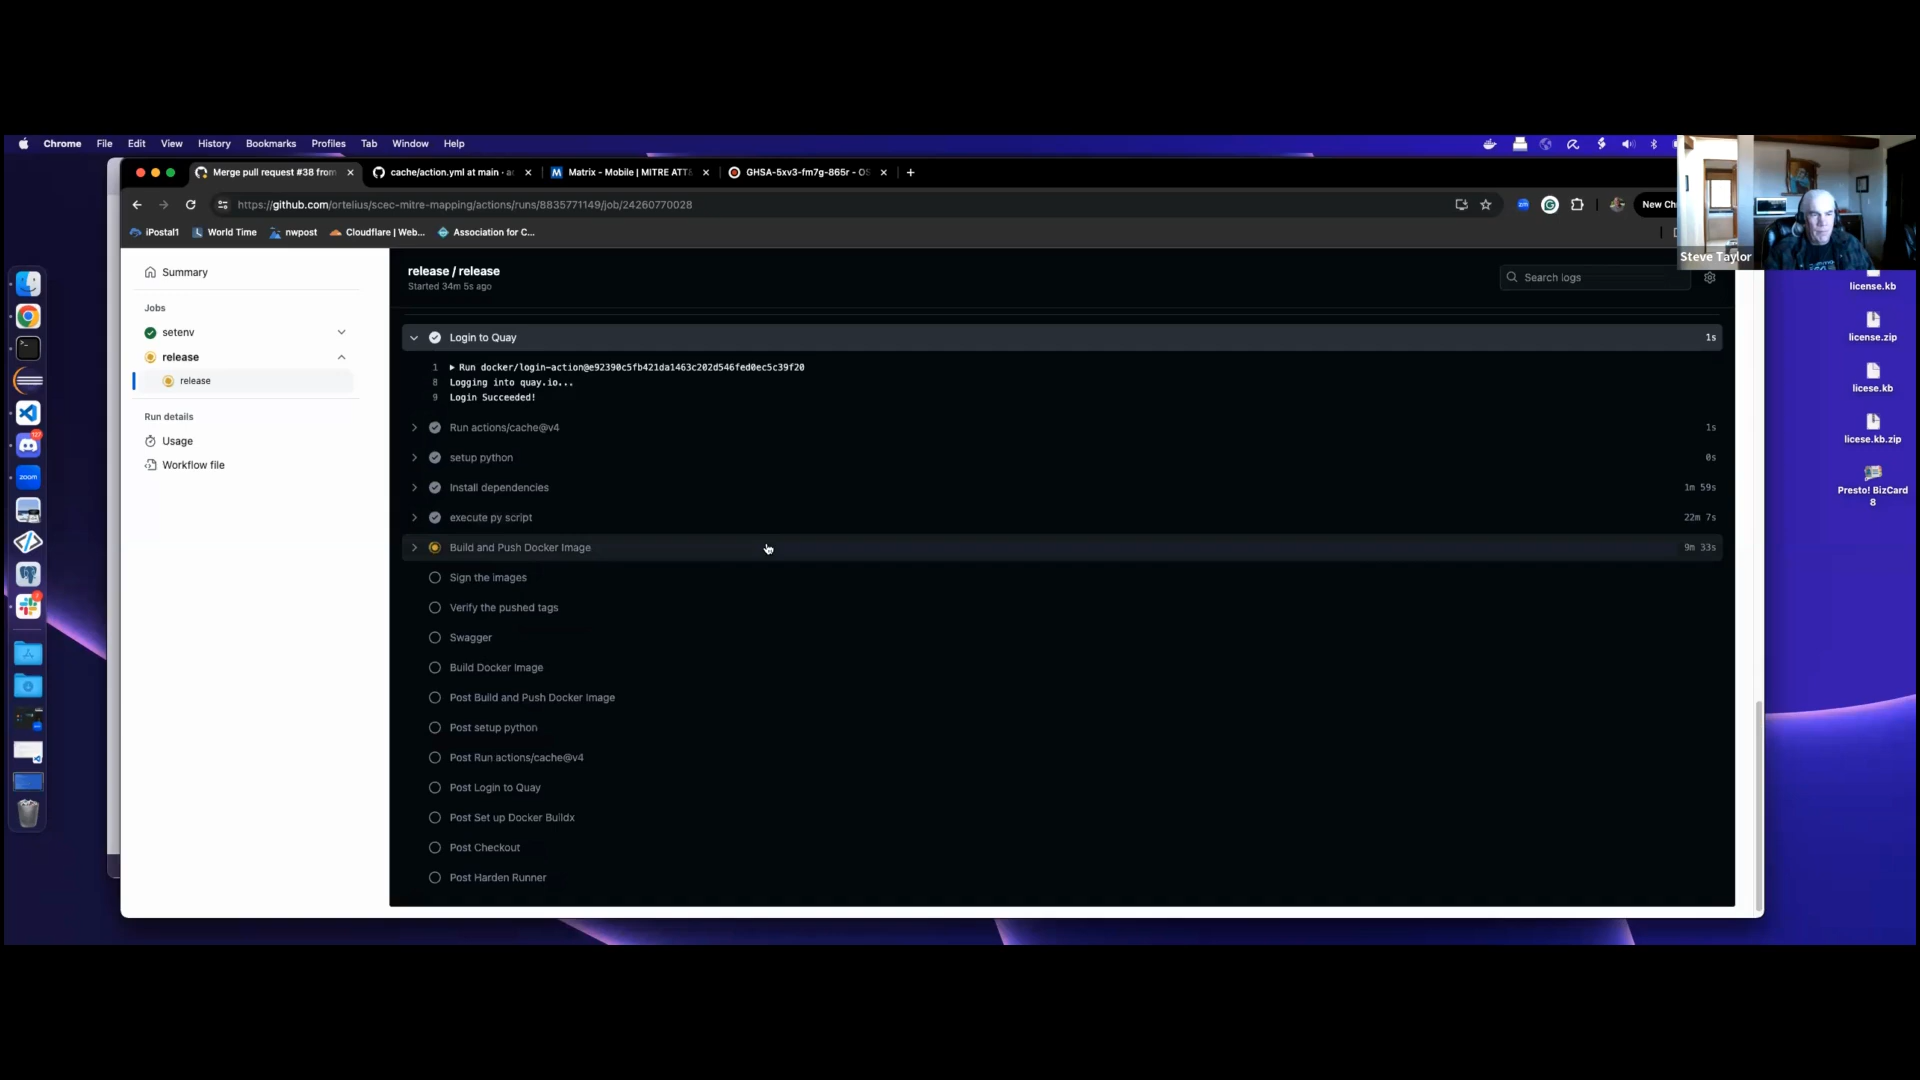 Chrome File Edit View History Bookmarks Profiles Tab Window Help
Merge pull request #38 from
cache/action.yml at main · ac
Matrix - Mobile | MITRE ATT&
GHSA-5xv3-fm7g-865r - OS
https://github.com/ortelius/scec-mitre-mapping/actions/runs/8835771149/job/24260770028
New Ch
iPostal1 World Time nwpost Cloudflare | Web... Association for C...
Steve Taylor
Summary
Jobs
setenv
release
release
Run details
Usage
Workflow file
release / release
Started 34m 5s ago
Search logs
Login to Quay 1s
1 Run docker/login-action@e92390c5fb421da1463c202d546fed0ec5c39f20
8 Logging into quay.io...
9 Login Succeeded!
Run actions/cache@v4 1s
setup python 0s
Install dependencies 1m 59s
execute py script 22m 7s
Build and Push Docker Image 9m 33s
Sign the images
Verify the pushed tags
Swagger
Build Docker Image
Post Build and Push Docker Image
Post setup python
Post Run actions/cache@v4
Post Login to Quay
Post Set up Docker Buildx
Post Checkout
Post Harden Runner
zoom
license.kb
license.zip
licese.kb
licese.kb.zip
Presto! BizCard
8